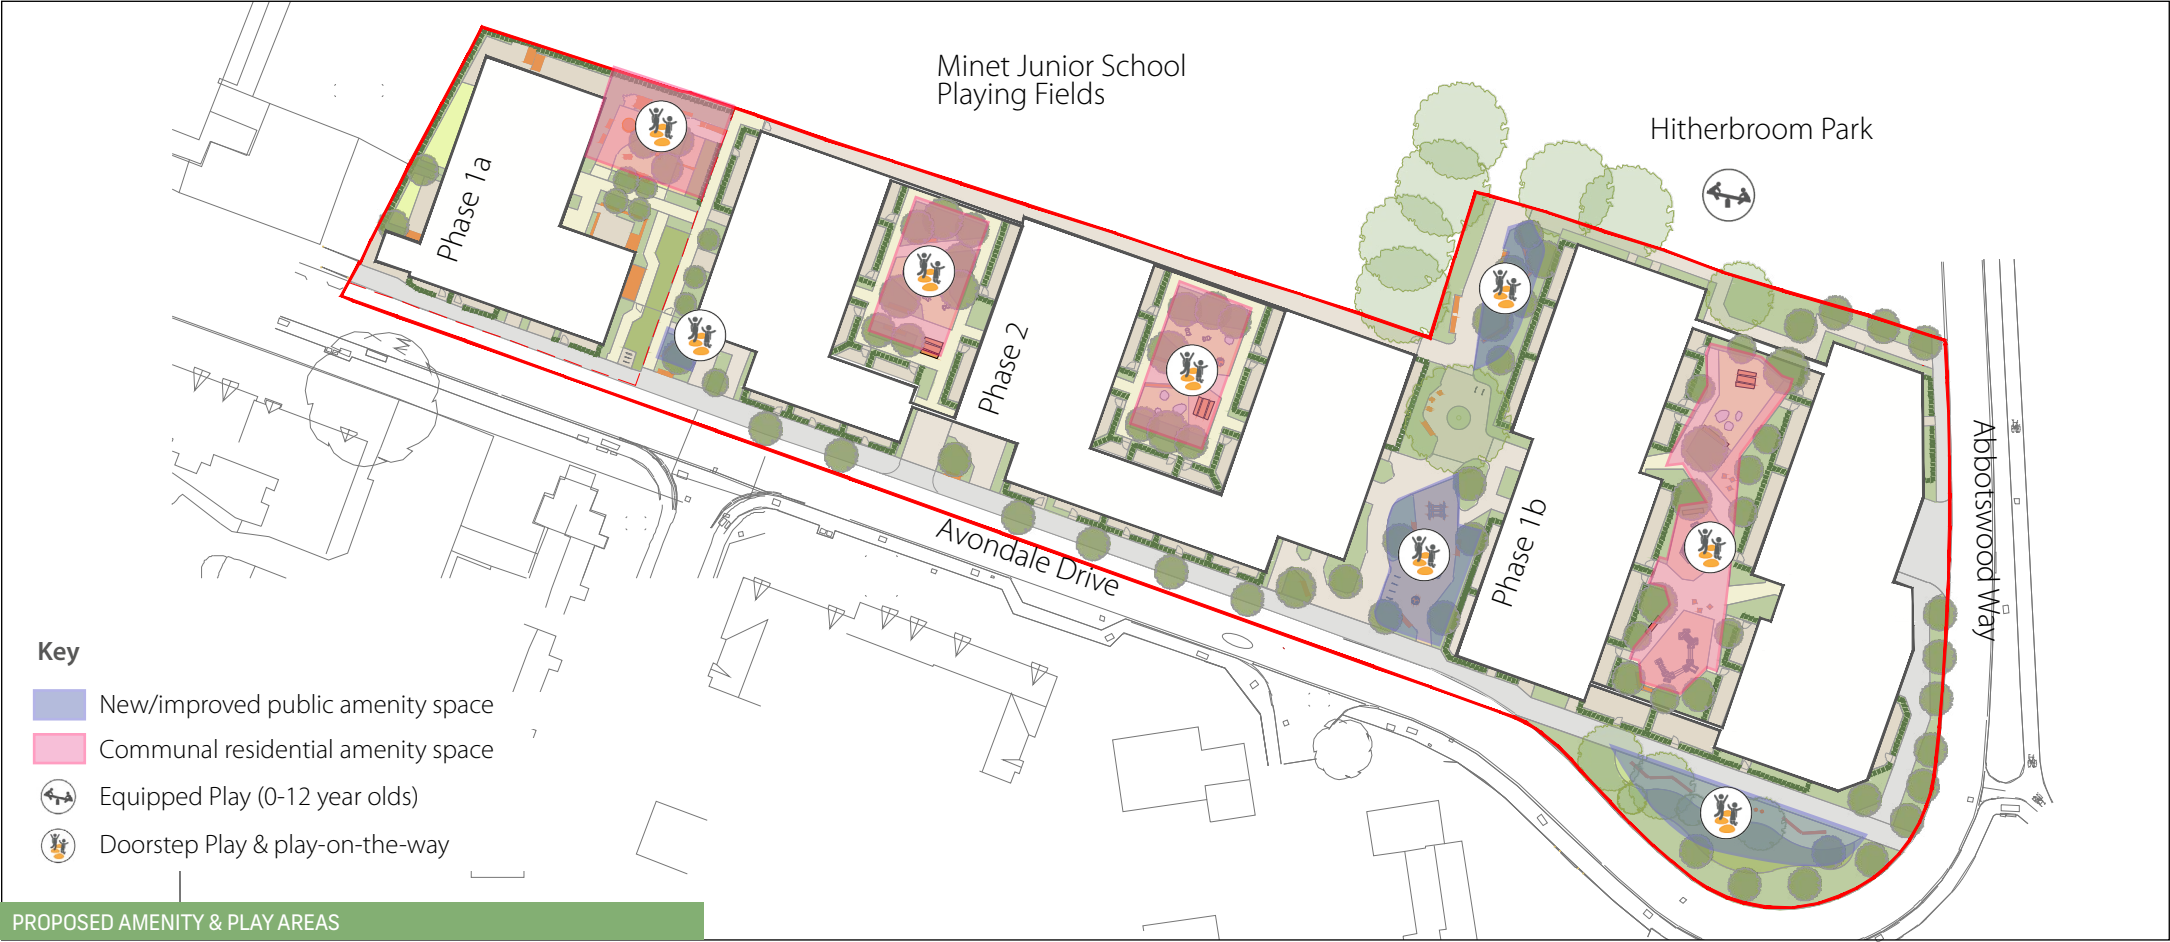 Minet Junior School
Playing Fields
Hitherbroom Park
Phase 1a
Phase 2
Phase 1b
Avondale Drive
Abbotswood Way
Key
New/improved public amenity space
Communal residential amenity space
Equipped Play (0-12 year olds)
Doorstep Play & play-on-the-way
PROPOSED AMENITY & PLAY AREAS